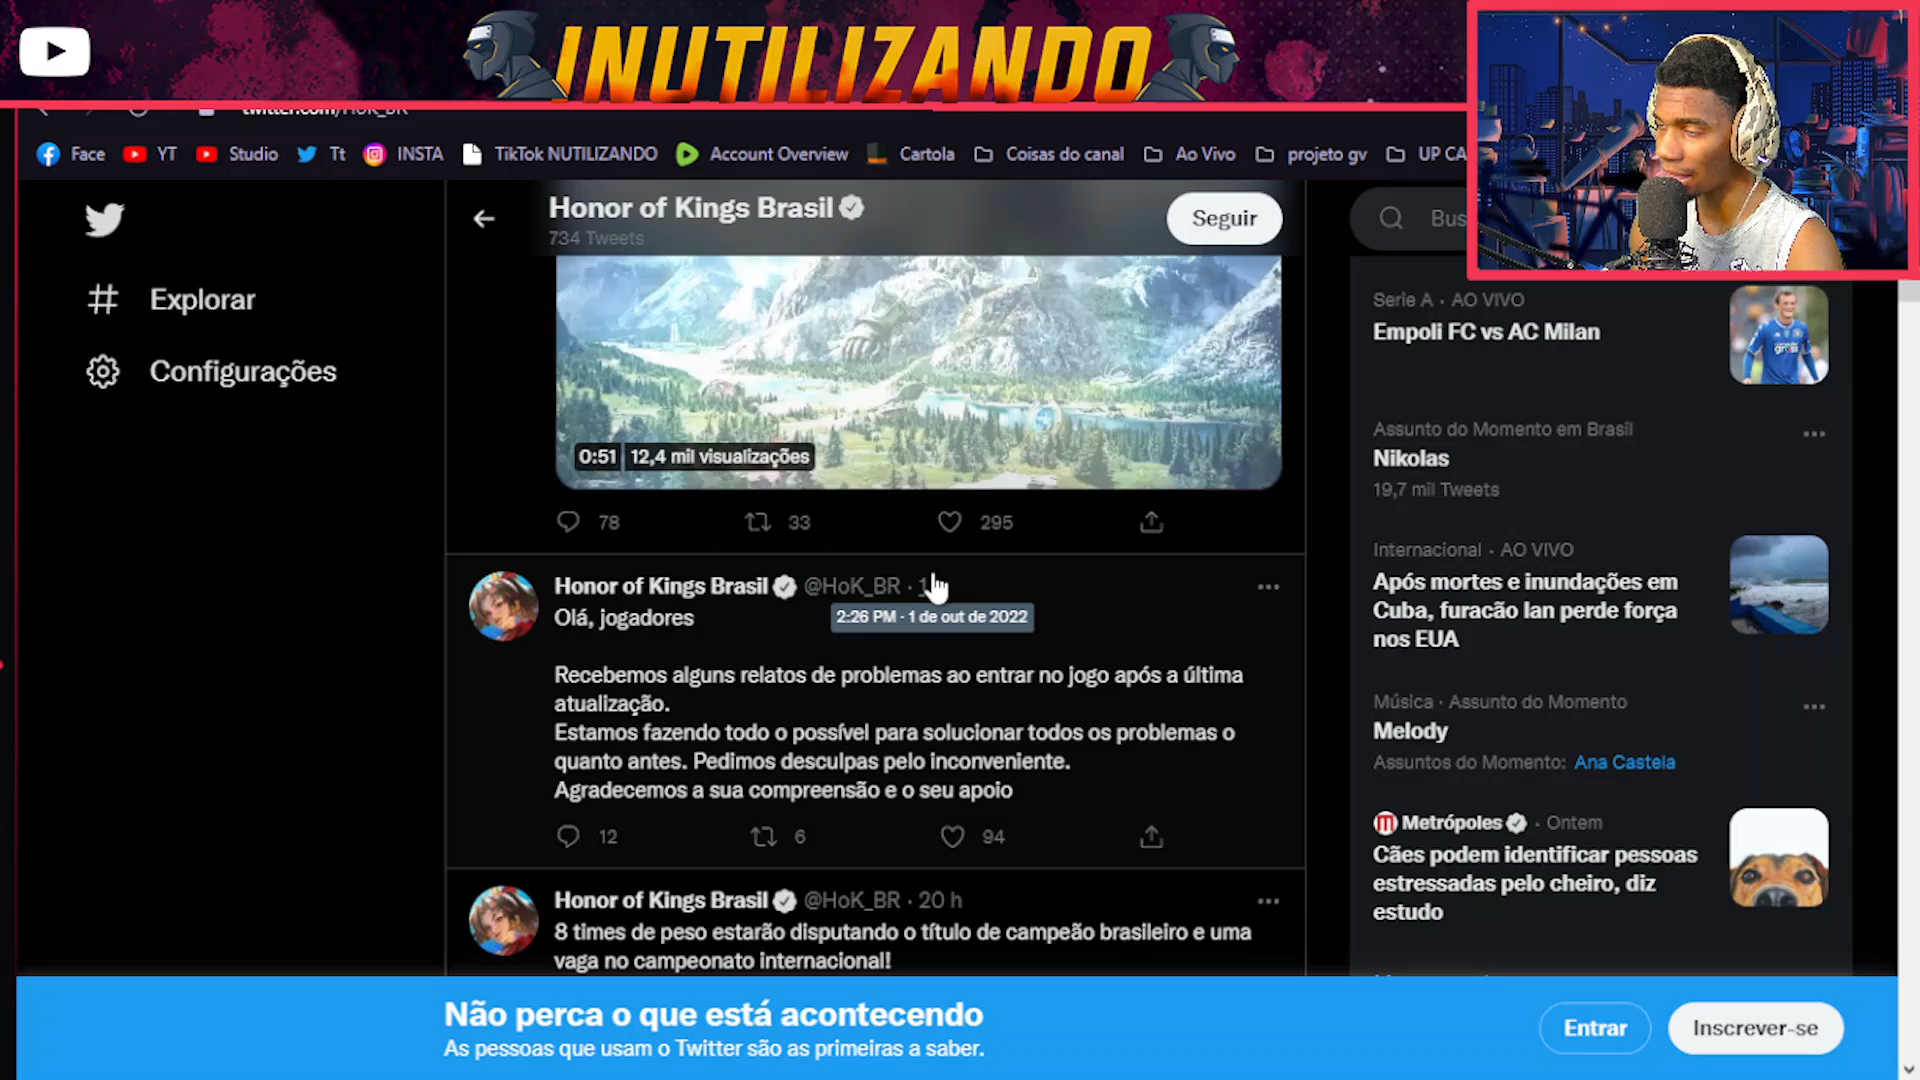 INUTILIZANDO
twitter.com/HoK_BR
Face YT Studio Tt INSTA TikTok NUTILIZANDO Account Overview Cartola Coisas do canal Ao Vivo projeto gv UP CA
Honor of Kings Brasil
734 Tweets
Seguir
Bus
Explorar
Configurações
0:51 12,4 mil visualizações
78 33 295
Honor of Kings Brasil @HoK_BR · 1
2:26 PM · 1 de out de 2022
Olá, jogadores
Recebemos alguns relatos de problemas ao entrar no jogo após a última
atualização.
Estamos fazendo todo o possível para solucionar todos os problemas o
quanto antes. Pedimos desculpas pelo inconveniente.
Agradecemos a sua compreensão e o seu apoio
12 6 94
Honor of Kings Brasil @HoK_BR · 20 h
8 times de peso estarão disputando o título de campeão brasileiro e uma
vaga no campeonato internacional!
Serie A · AO VIVO
Empoli FC vs AC Milan
Assunto do Momento em Brasil
Nikolas
19,7 mil Tweets
Internacional · AO VIVO
Após mortes e inundações em
Cuba, furacão Ian perde força
nos EUA
Música · Assunto do Momento
Melody
Assuntos do Momento: Ana Castela
Metrópoles · Ontem
Cães podem identificar pessoas
estressadas pelo cheiro, diz
estudo
Não perca o que está acontecendo
As pessoas que usam o Twitter são as primeiras a saber.
Entrar
Inscrever-se